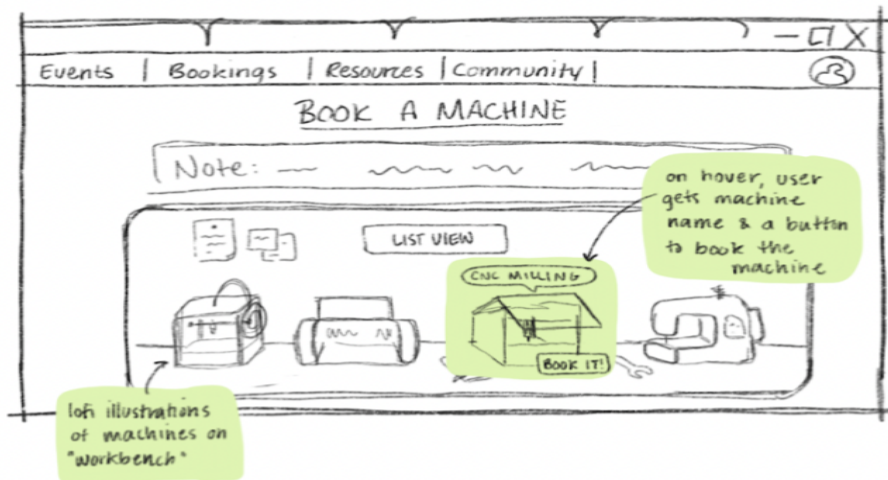 Events | Bookings | Resources | Community |
BOOK A MACHINE
Note:
on hover, user
gets machine
name & a button
to book the
machine
LIST VIEW
CNC MILLING
BOOK IT!
lofi illustrations
of machines on
"workbench"